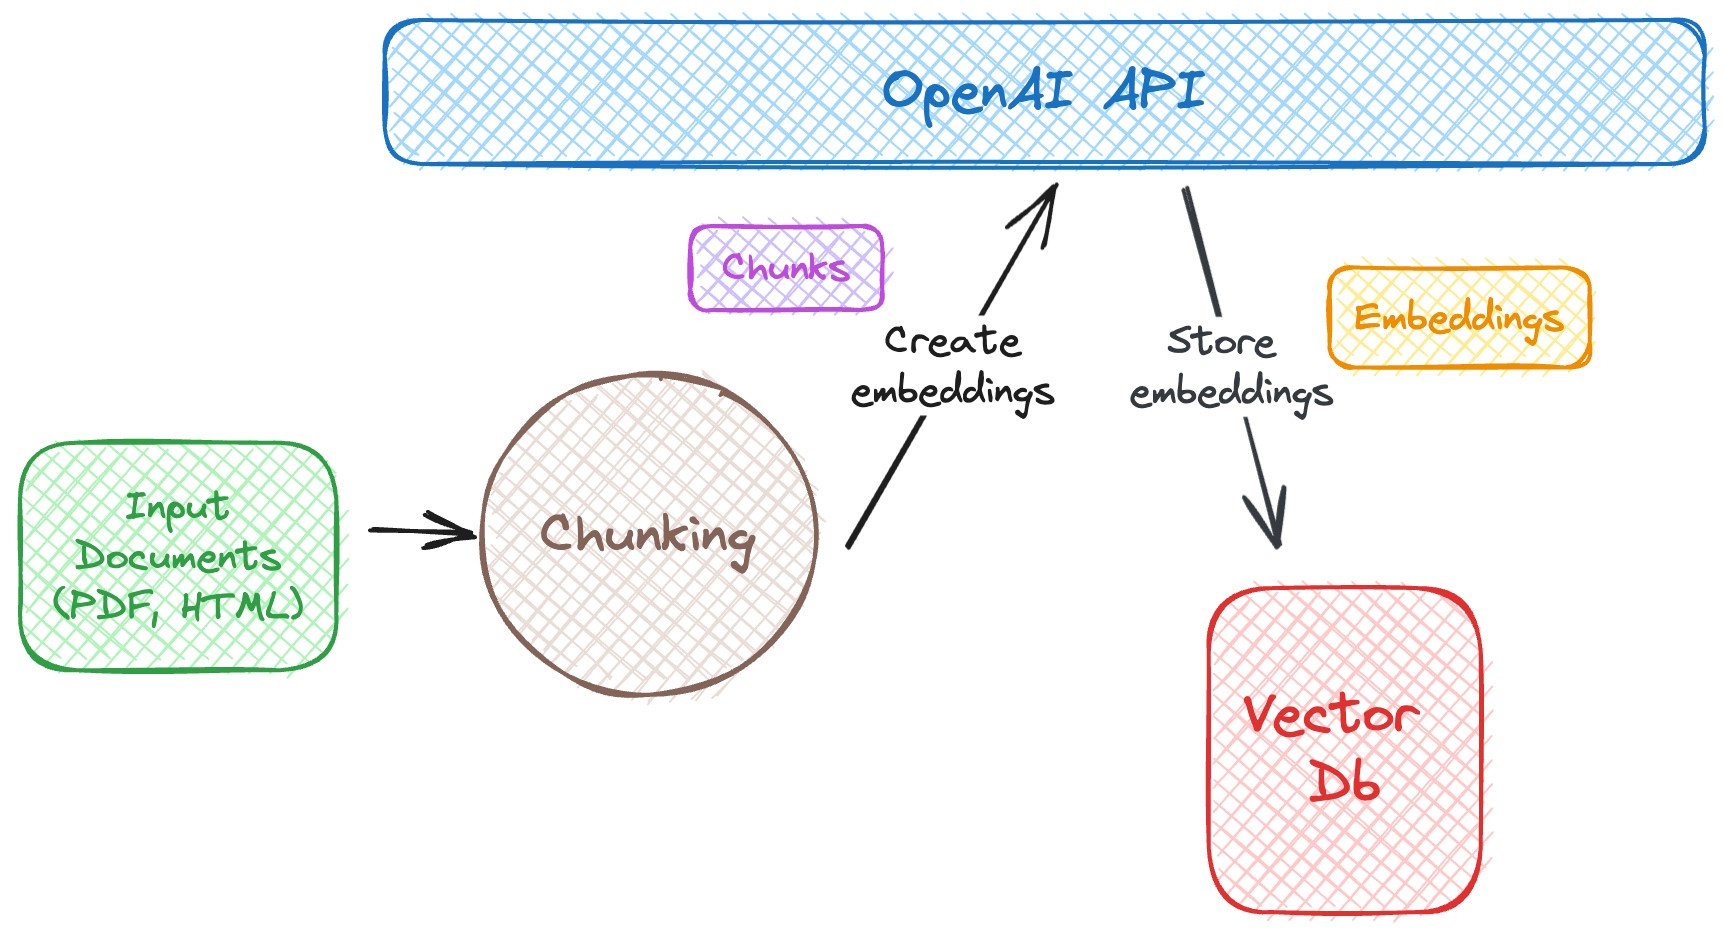 OpenAI API
Chunks
Embeddings
Create
embeddings
Store
embeddings
Input
Documents
(PDF, HTML)
Chunking
Vector
Db